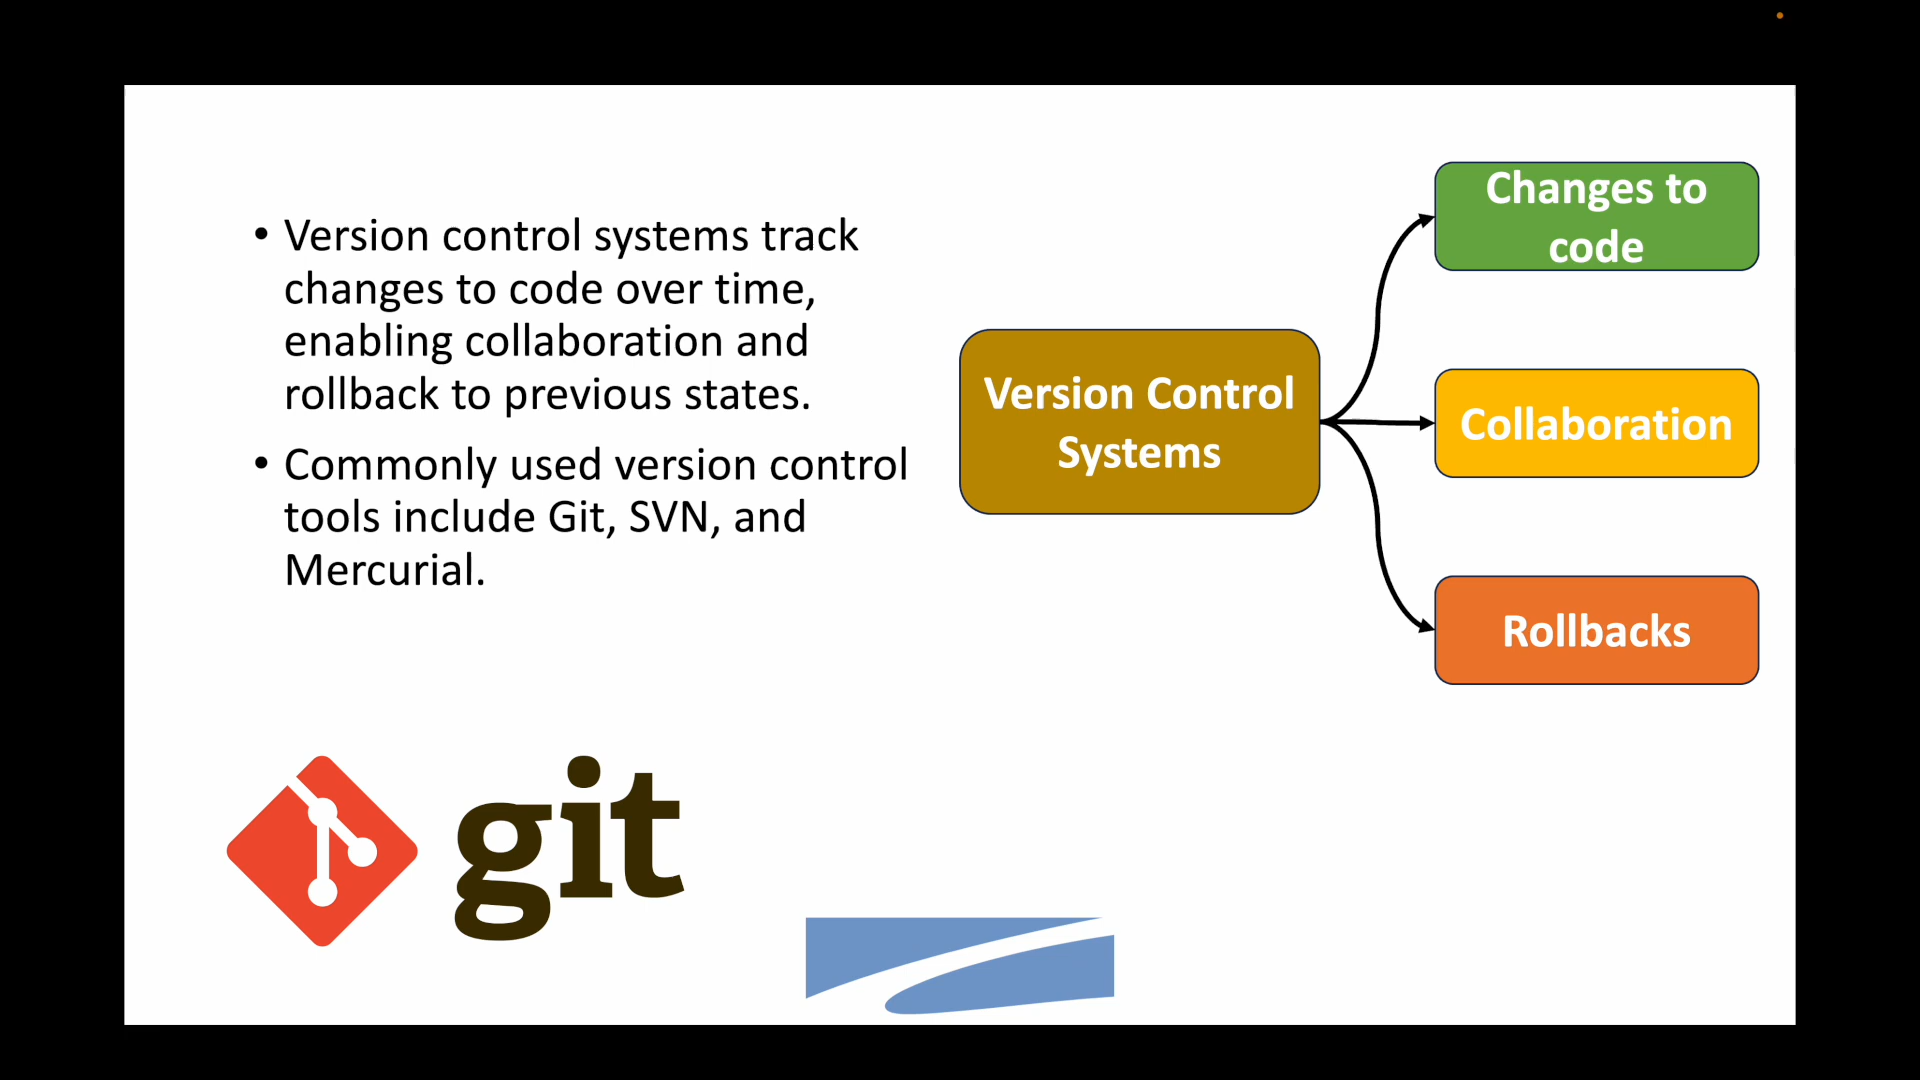 • Version control systems track
changes to code over time,
enabling collaboration and
rollback to previous states.
• Commonly used version control
tools include Git, SVN, and
Mercurial.
Version Control
Systems
Changes to
code
Collaboration
Rollbacks
git